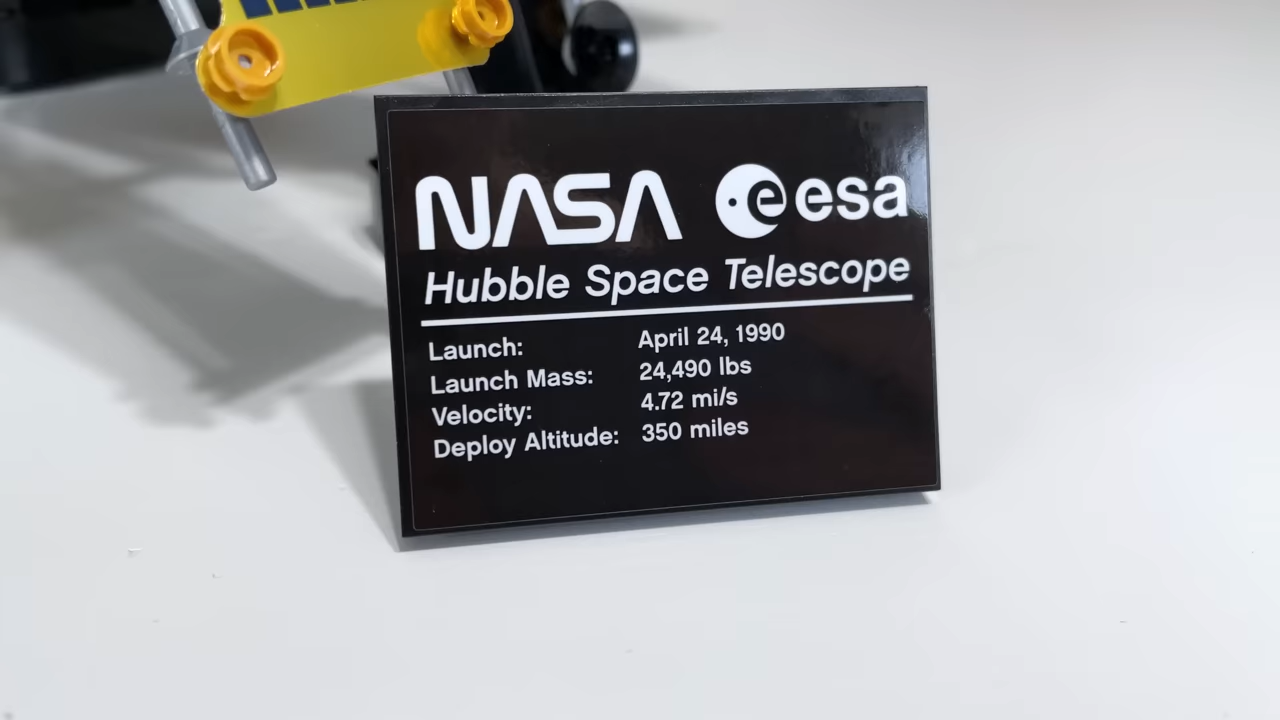 NASA esa
Hubble Space Telescope
Launch: April 24, 1990
Launch Mass: 24,490 lbs
Velocity: 4.72 mi/s
Deploy Altitude: 350 miles